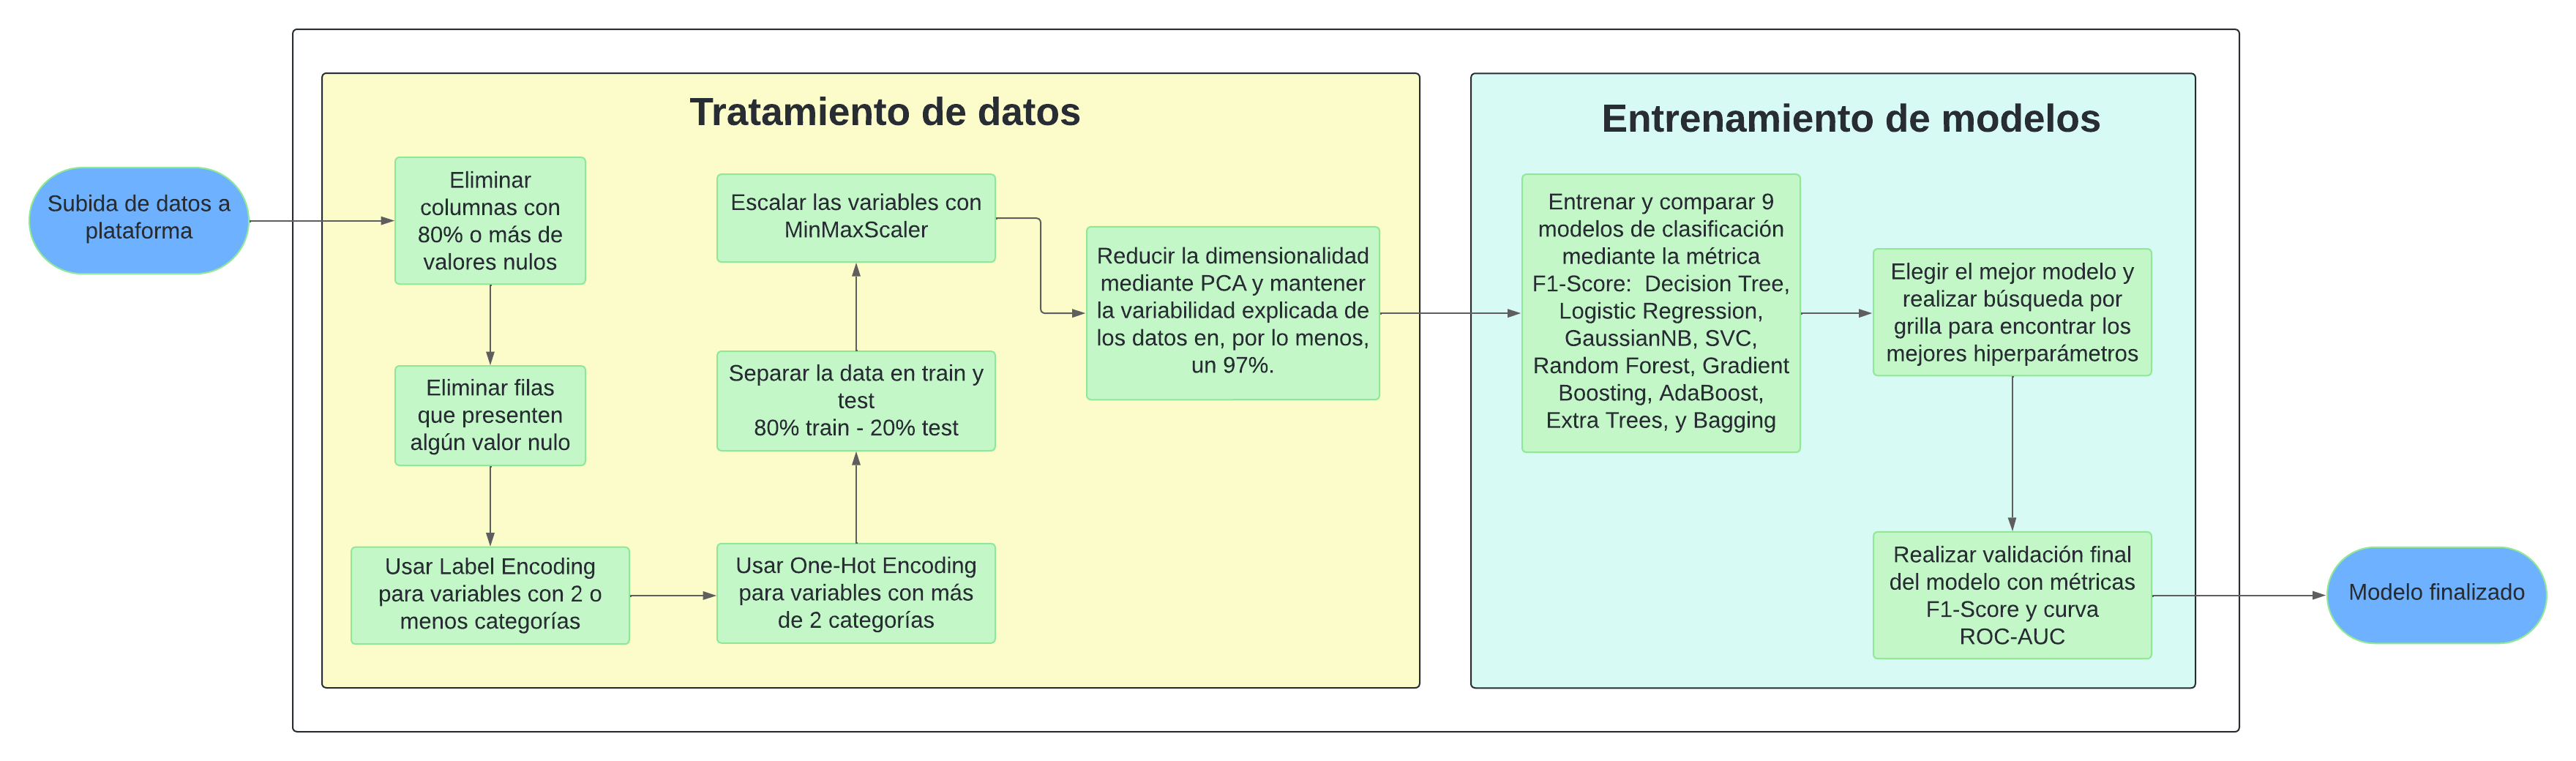 Subida de datos a
plataforma
Tratamiento de datos
Eliminar
columnas con
80% o más de
valores nulos
Eliminar filas
que presenten
algún valor nulo
Usar Label Encoding
para variables con 2 o
menos categorías
Usar One-Hot Encoding
para variables con más
de 2 categorías
Separar la data en train y
test
80% train - 20% test
Escalar las variables con
MinMaxScaler
Reducir la dimensionalidad
mediante PCA y mantener
la variabilidad explicada de
los datos en, por lo menos,
un 97%.
Entrenamiento de modelos
Entrenar y comparar 9
modelos de clasificación
mediante la métrica
F1-Score:  Decision Tree,
Logistic Regression,
GaussianNB, SVC,
Random Forest, Gradient
Boosting, AdaBoost,
Extra Trees, y Bagging
Elegir el mejor modelo y
realizar búsqueda por
grilla para encontrar los
mejores hiperparámetros
Realizar validación final
del modelo con métricas
F1-Score y curva
ROC-AUC
Modelo finalizado